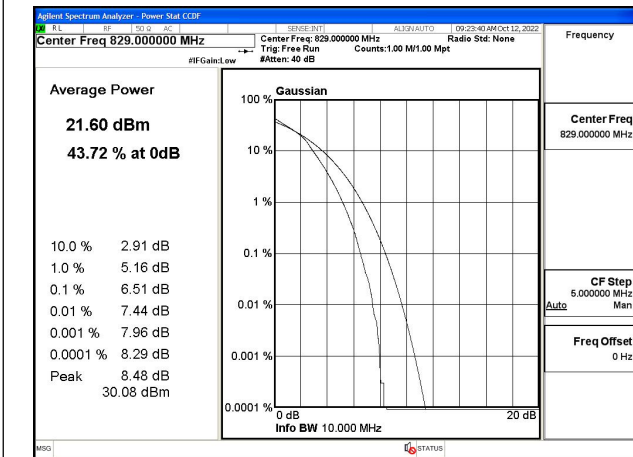 Agilent Spectrum Analyzer - Power Stat CCDF
RL RF 50 Ω AC SENSE:INT ALIGN AUTO 09:23:40 AM Oct 12, 2022
Center Freq 829.000000 MHz
Center Freq: 829.000000 MHz Radio Std: None
Trig: Free Run Counts:1.00 M/1.00 Mpt
#IFGain:Low #Atten: 40 dB
Frequency
Average Power
21.60 dBm
43.72 % at 0dB
10.0 % 2.91 dB
1.0 % 5.16 dB
0.1 % 6.51 dB
0.01 % 7.44 dB
0.001 % 7.96 dB
0.0001 % 8.29 dB
Peak 8.48 dB
30.08 dBm
Gaussian
100 %
10 %
1 %
0.1 %
0.01 %
0.001 %
0.0001 %
0 dB 20 dB
Info BW 10.000 MHz
Center Freq
829.000000 MHz
CF Step
5.000000 MHz
Auto Man
Freq Offset
0 Hz
MSG STATUS